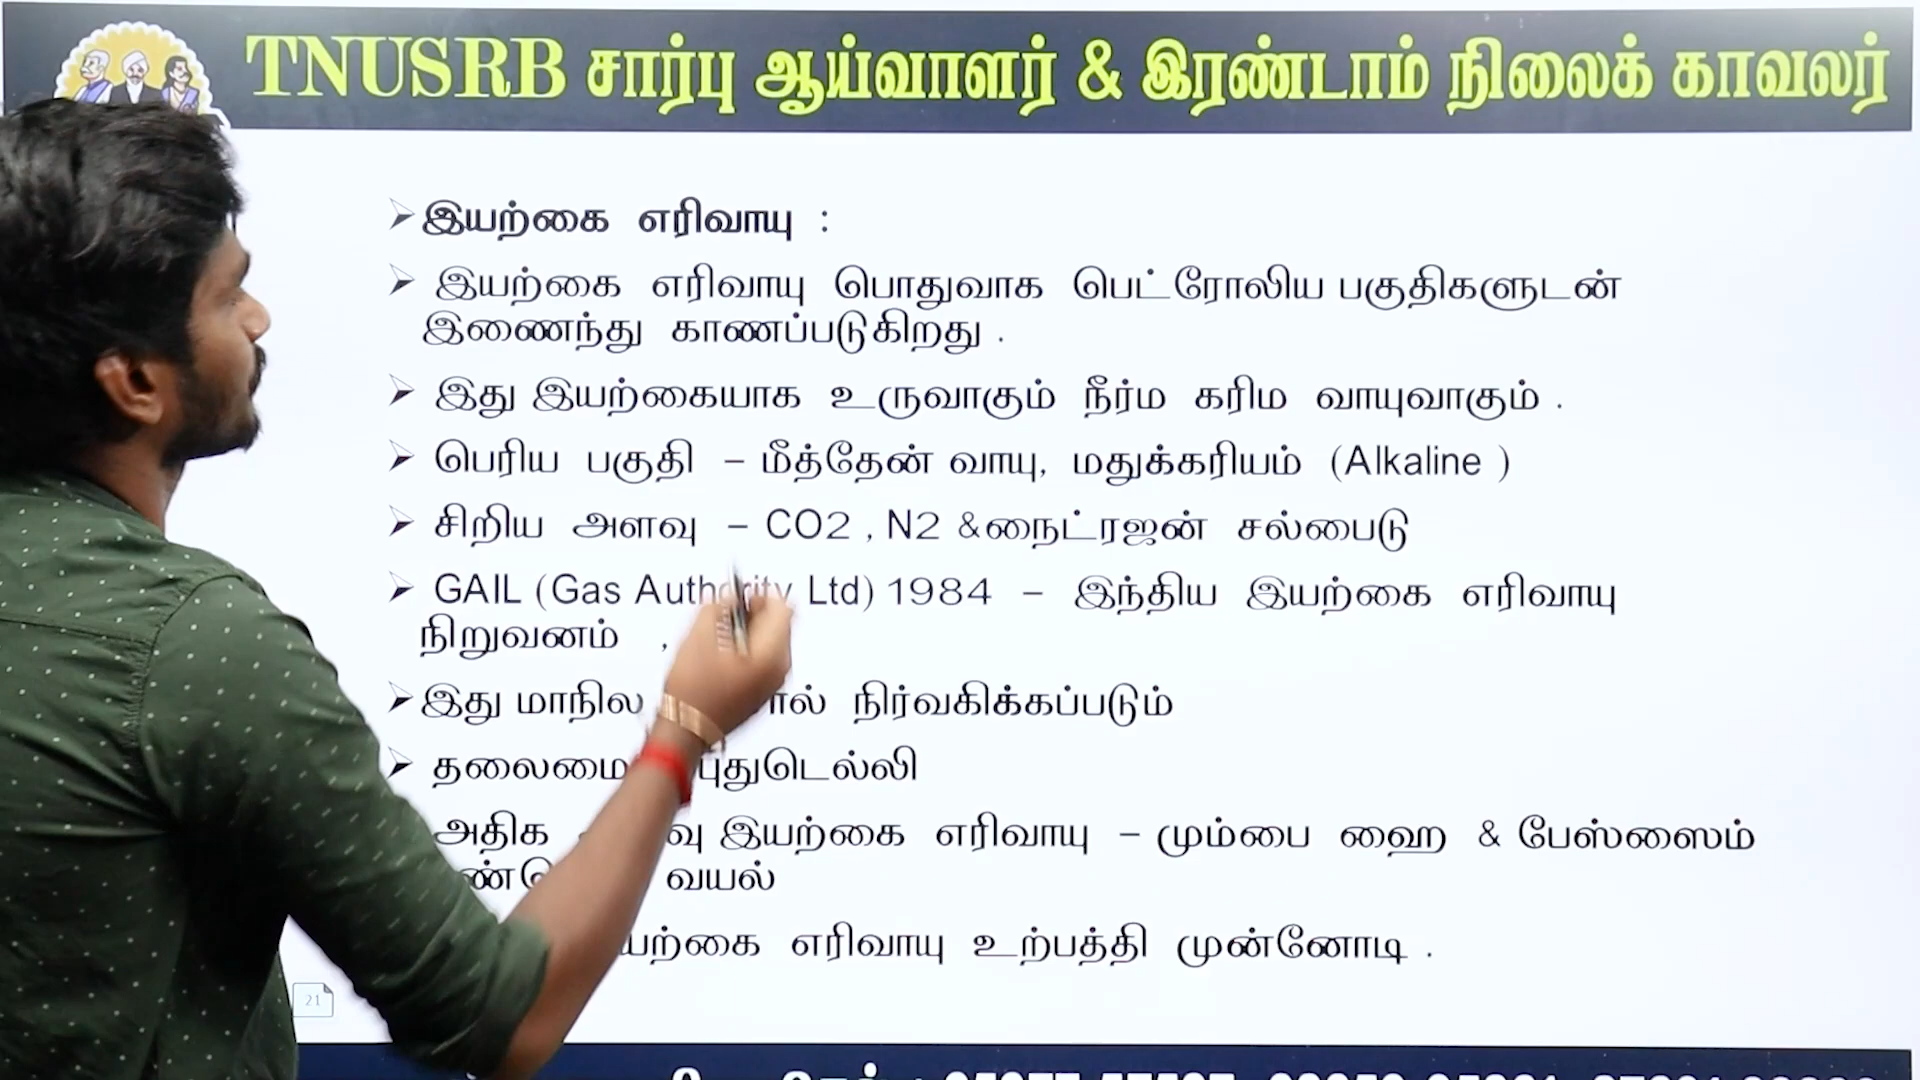 TNUSRB சார்பு ஆய்வாளர் & இரண்டாம் நிலைக் காவலர்
இயற்கை எரிவாயு :
இயற்கை எரிவாயு பொதுவாக பெட்ரோலிய பகுதிகளுடன்
இணைந்து காணப்படுகிறது .
இது இயற்கையாக உருவாகும் நீர்ம கரிம வாயுவாகும் .
பெரிய பகுதி – மீத்தேன் வாயு, மதுக்கரியம் (Alkaline )
சிறிய அளவு – CO2 , N2 &நைட்ரஜன் சல்பைடு
GAIL (Gas Authority Ltd) 1984 – இந்திய இயற்கை எரிவாயு
நிறுவனம் ,
இது மாநில நிர்வகிக்கப்படும்
தலைமை புதுடெல்லி
அதிக இயற்கை எரிவாயு – மும்பை ஹை & பேஸ்ஸைம்
வயல்
எரிவாயு உற்பத்தி முன்னோடி .
21